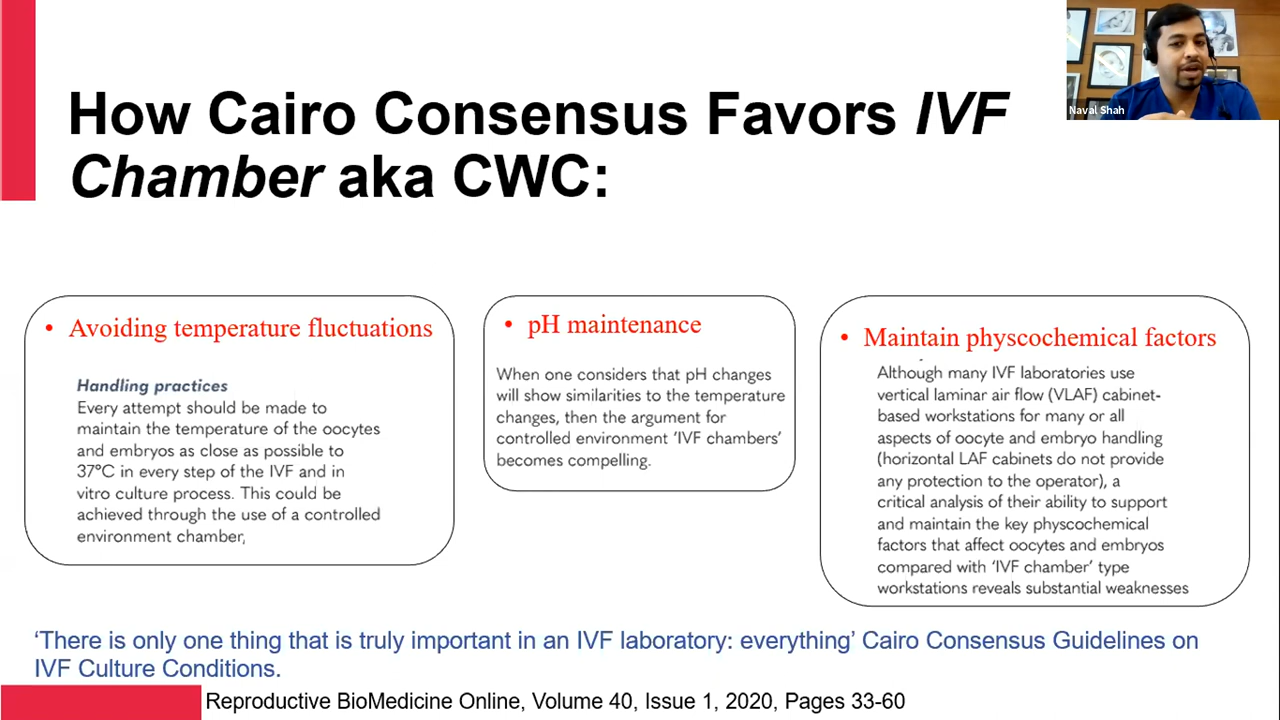 How Cairo Consensus Favors IVF
Chamber aka CWC:
Naval Shah
• Avoiding temperature fluctuations
Handling practices
Every attempt should be made to
maintain the temperature of the oocytes
and embryos as close as possible to
37°C in every step of the IVF and in
vitro culture process. This could be
achieved through the use of a controlled
environment chamber,
• pH maintenance
When one considers that pH changes
will show similarities to the temperature
changes, then the argument for
controlled environment ‘IVF chambers’
becomes compelling.
• Maintain physcochemical factors
Although many IVF laboratories use
vertical laminar air flow (VLAF) cabinet-
based workstations for many or all
aspects of oocyte and embryo handling
(horizontal LAF cabinets do not provide
any protection to the operator), a
critical analysis of their ability to support
and maintain the key physcochemical
factors that affect oocytes and embryos
compared with ‘IVF chamber’ type
workstations reveals substantial weaknesses
‘There is only one thing that is truly important in an IVF laboratory: everything’ Cairo Consensus Guidelines on
IVF Culture Conditions.
Reproductive BioMedicine Online, Volume 40, Issue 1, 2020, Pages 33-60